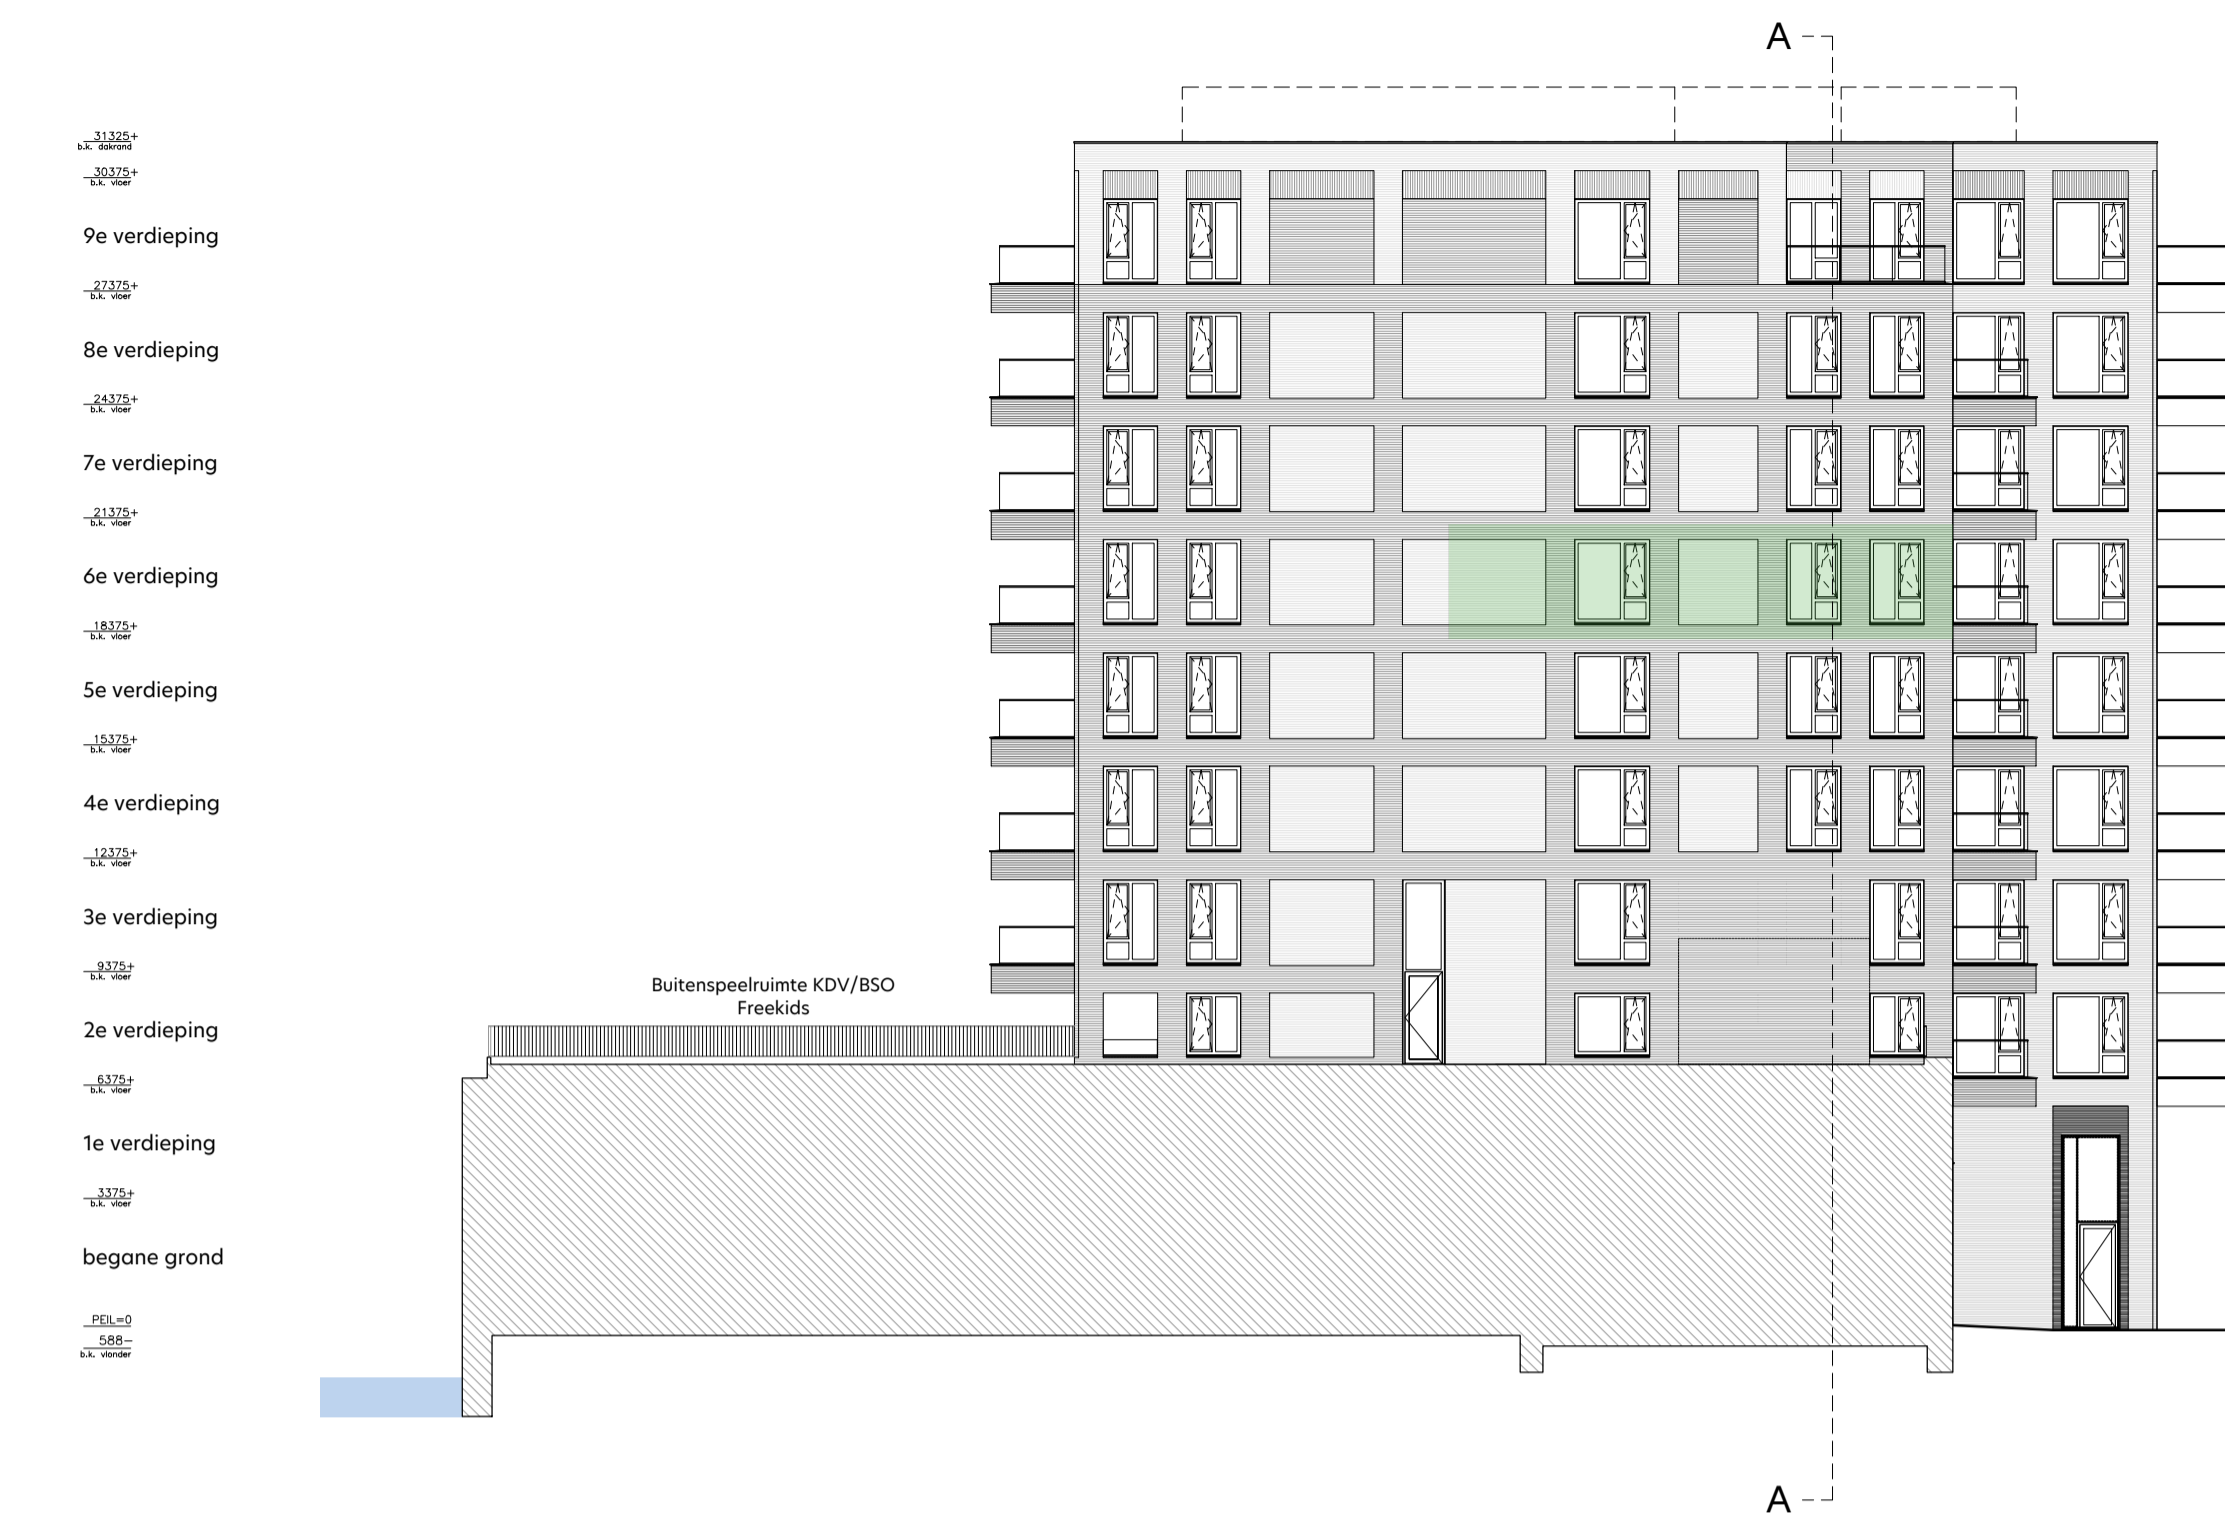 A
31325+
b.k. dakrand
30375+
b.k. vloer
9e verdieping
27375+
b.k. vloer
8e verdieping
24375+
b.k. vloer
7e verdieping
21375+
b.k. vloer
6e verdieping
18375+
b.k. vloer
5e verdieping
15375+
b.k. vloer
4e verdieping
12375+
b.k. vloer
3e verdieping
9375+
b.k. vloer
Buitenspeelruimte KDV/BSO
Freekids
2e verdieping
6375+
b.k. vloer
1e verdieping
3375+
b.k. vloer
begane grond
PEIL=0
588-
b.k. vlonder
A